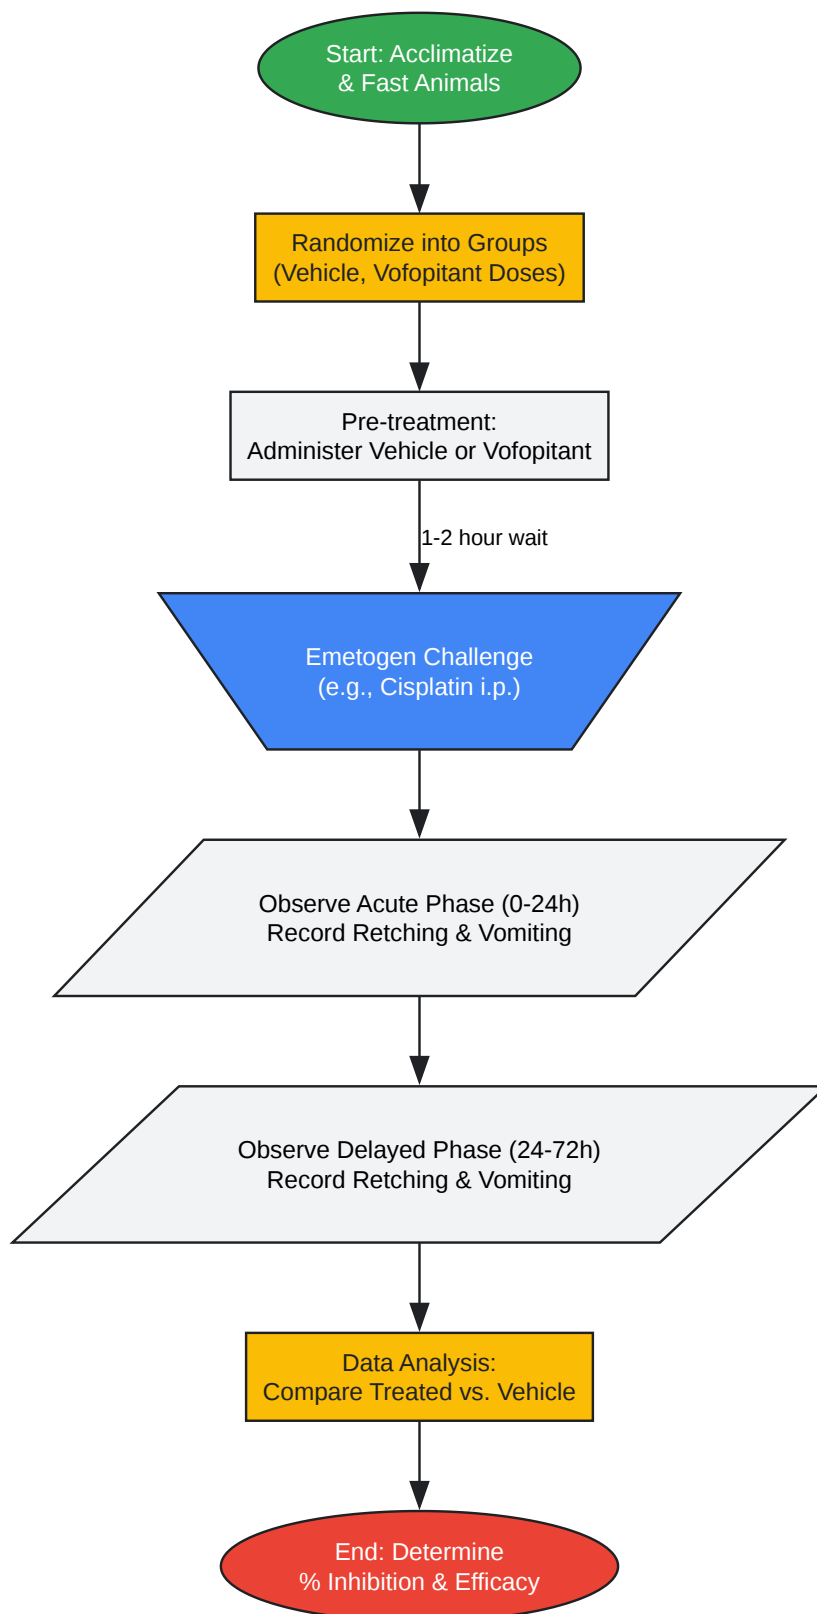 Start: Acclimatize
& Fast Animals
Randomize into Groups
(Vehicle, Vofopitant Doses)
Pre-treatment:
Administer Vehicle or Vofopitant
1-2 hour wait
Emetogen Challenge
(e.g., Cisplatin i.p.)
Observe Acute Phase (0-24h)
Record Retching & Vomiting
Observe Delayed Phase (24-72h)
Record Retching & Vomiting
Data Analysis:
Compare Treated vs. Vehicle
End: Determine
% Inhibition & Efficacy